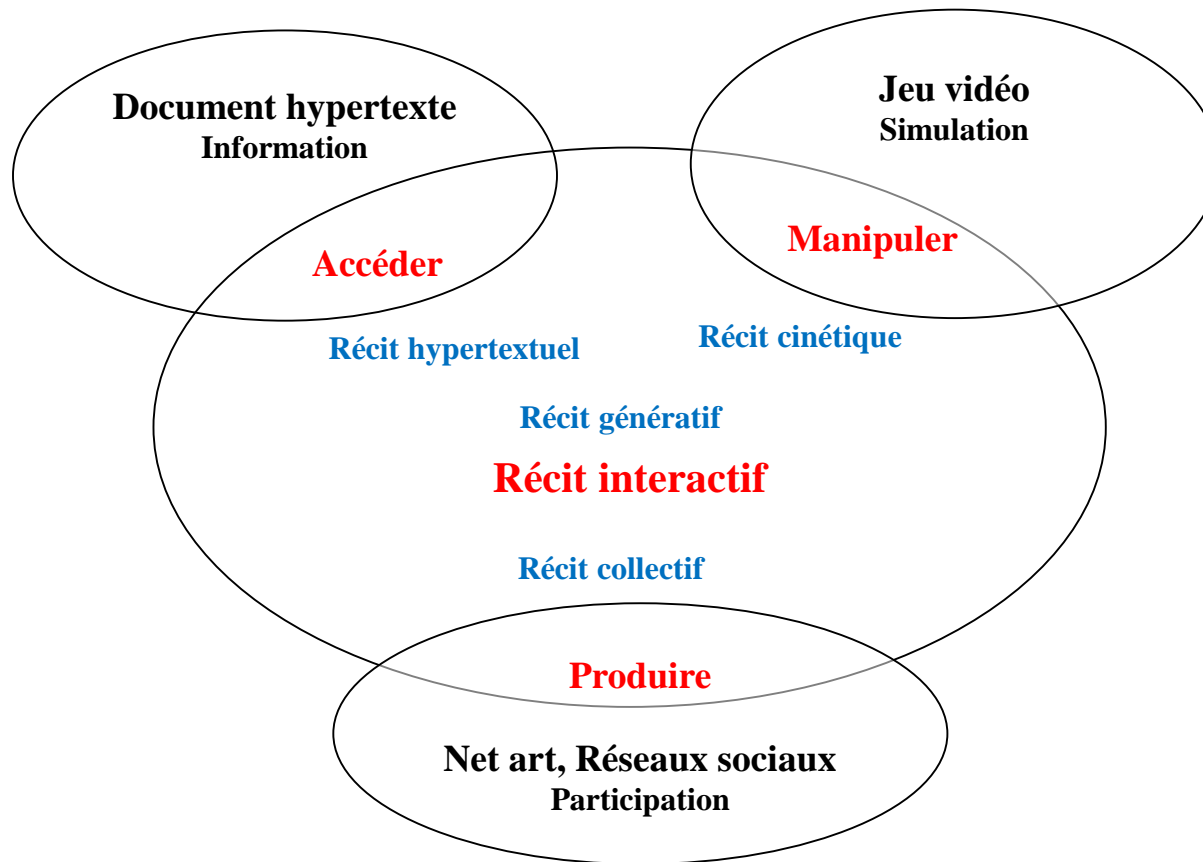 Document hypertexte
Information
Jeu vidéo
Simulation
Accéder
Manipuler
Récit hypertextuel
Récit cinétique
Récit génératif
Récit interactif
Récit collectif
Produire
Net art, Réseaux sociaux
Participation